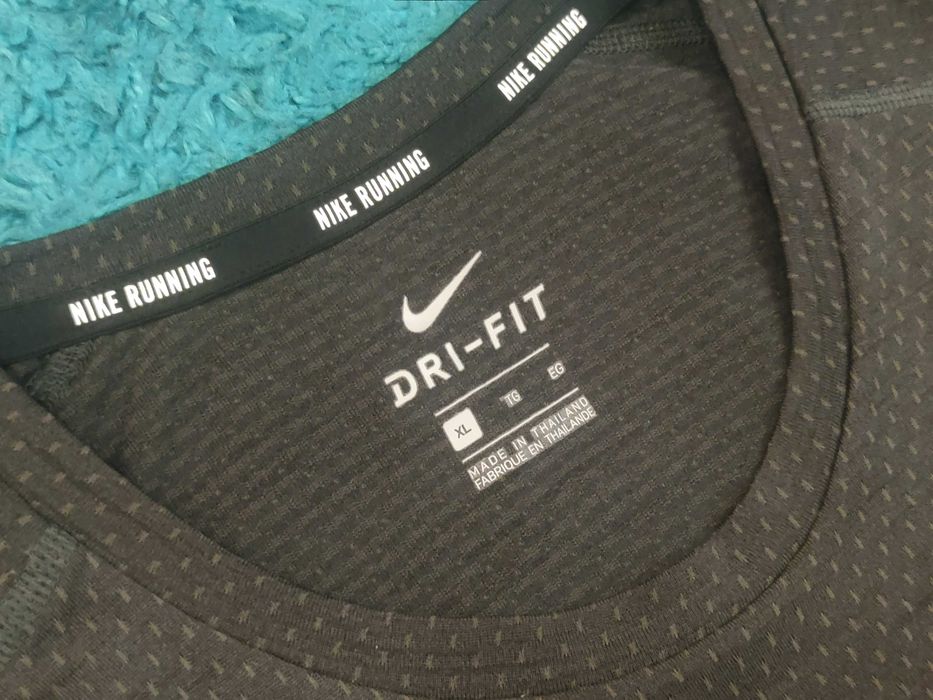 NIKE RUNNING
NIKE RUNNING
NIKE RUNNING
DRI-FIT
XL TG EG
MADE IN THAILAND
FABRIQUE EN THAILANDE